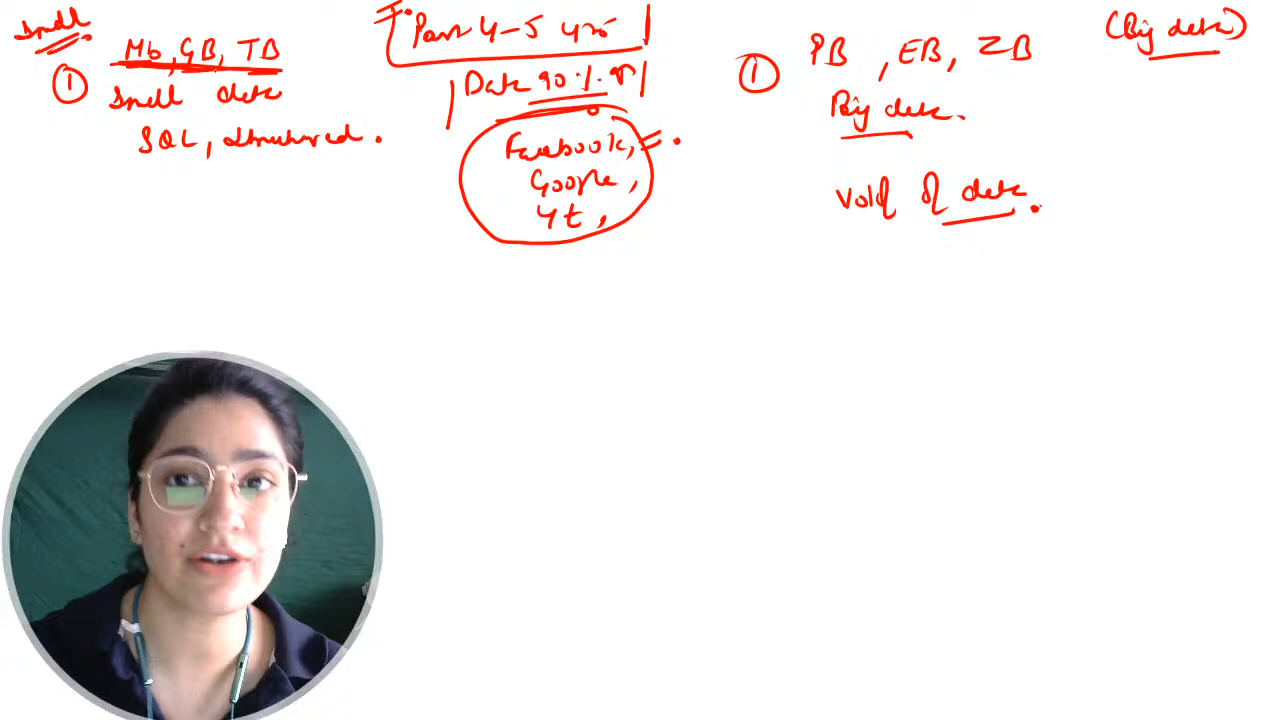 Small
Mb, GB, TB
① Small data
SQL, structured.
Past 4-5 yrs
Data 90%
Facebook,
Google,
Yt,
① PB, EB, ZB
Big data.
vol of data.
(Big data)